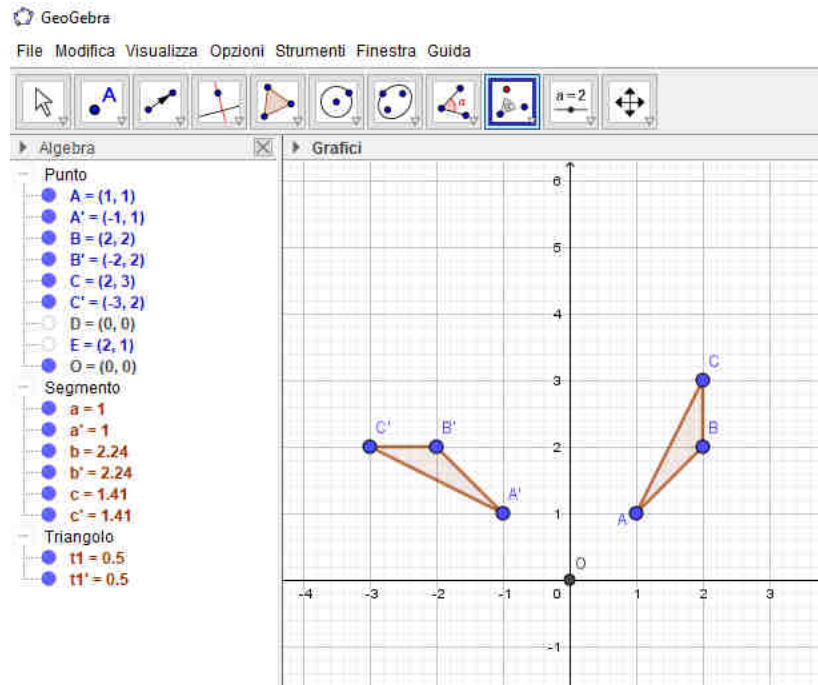 GeoGebra
File Modifica Visualizza Opzioni Strumenti Finestra Guida
A
α
a=2
Algebra
Grafici
Punto
A = (1, 1)
A' = (-1, 1)
B = (2, 2)
B' = (-2, 2)
C = (2, 3)
C' = (-3, 2)
D = (0, 0)
E = (2, 1)
O = (0, 0)
Segmento
a = 1
a' = 1
b = 2.24
b' = 2.24
c = 1.41
c' = 1.41
Triangolo
t1 = 0.5
t1' = 0.5
6
5
4
3
2
1
C
C'
B'
B
A'
A
O
-4 -3 -2 -1 0 1 2 3
-1